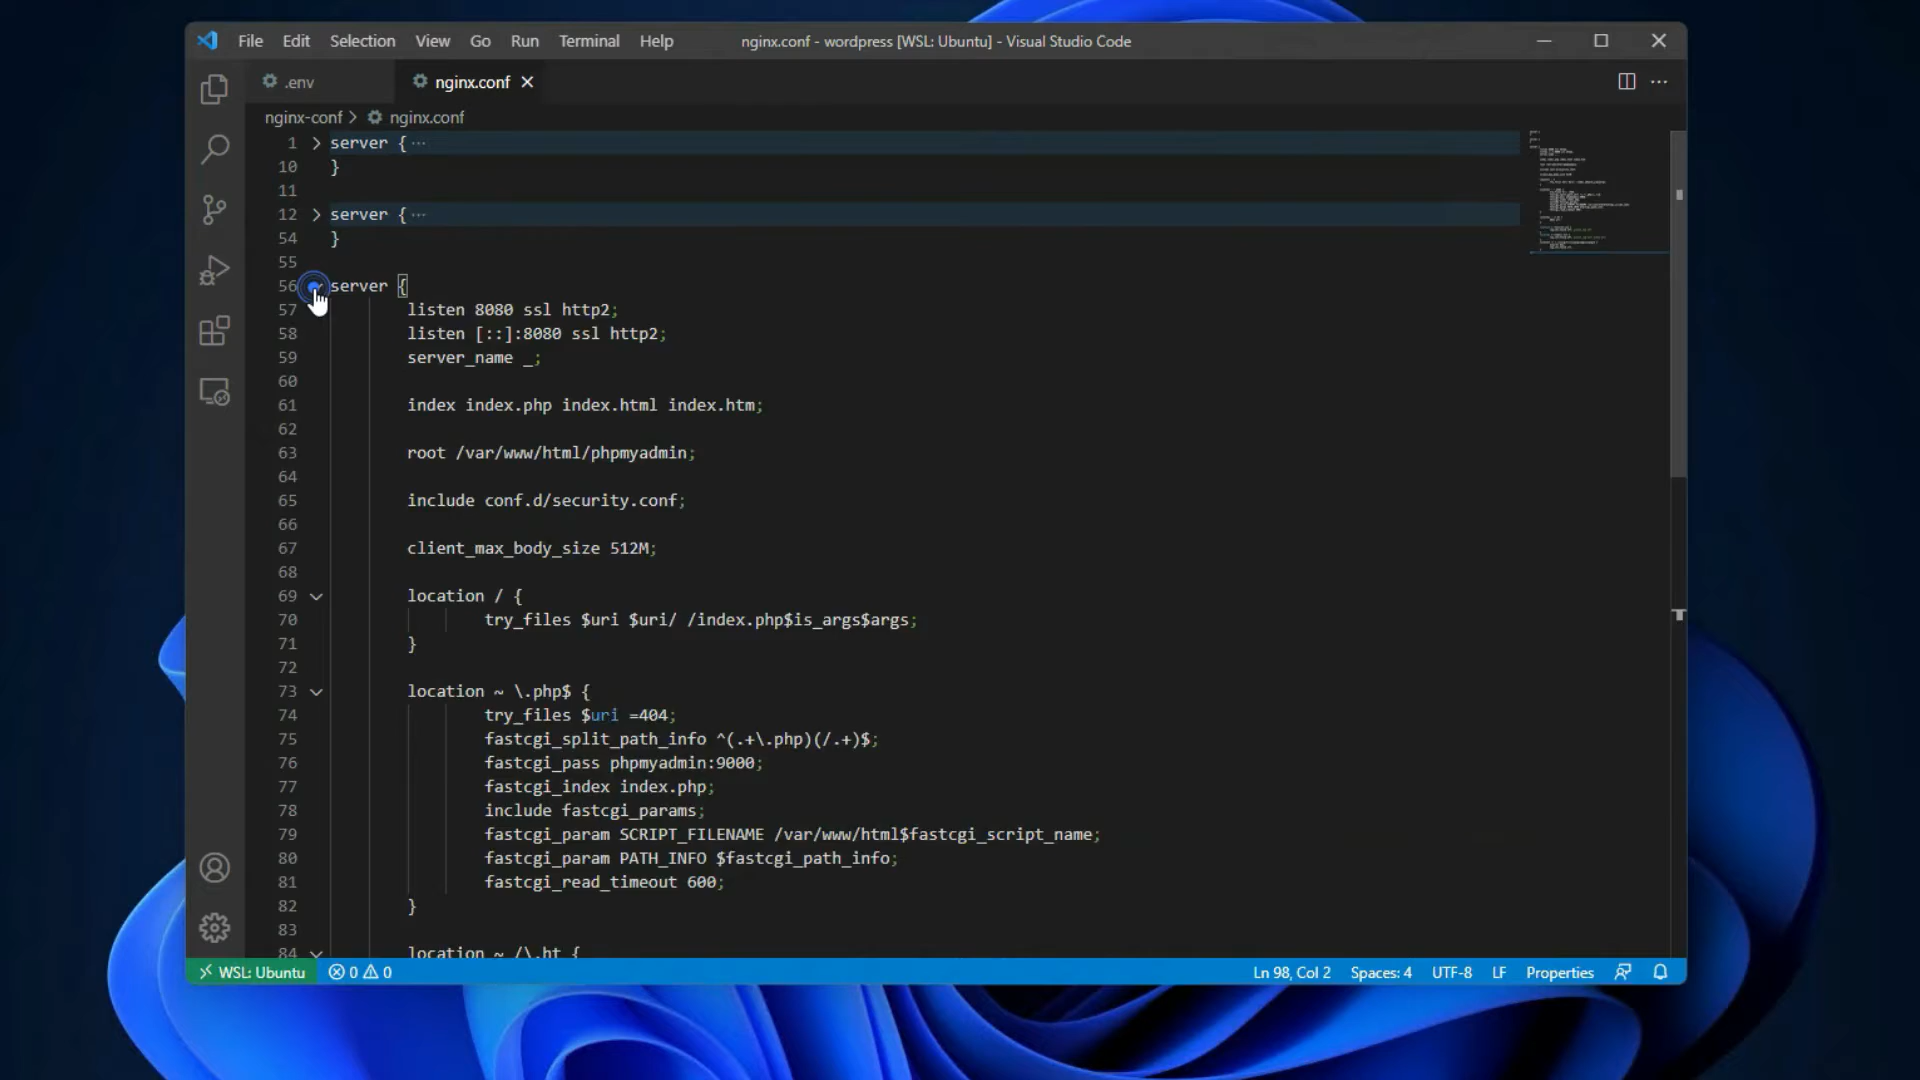 File Edit Selection View Go Run Terminal Help nginx.conf - wordpress [WSL: Ubuntu] - Visual Studio Code
.env nginx.conf
nginx-conf > nginx.conf
1 server { ···
10 }
11
12 server { ···
54 }
55
56 server {
57 listen 8080 ssl http2;
58 listen [::]:8080 ssl http2;
59 server_name _;
60
61 index index.php index.html index.htm;
62
63 root /var/www/html/phpmyadmin;
64
65 include conf.d/security.conf;
66
67 client_max_body_size 512M;
68
69 location / {
70 try_files $uri $uri/ /index.php$is_args$args;
71 }
72
73 location ~ \.php$ {
74 try_files $uri =404;
75 fastcgi_split_path_info ^(.+\.php)(/.+)$;
76 fastcgi_pass phpmyadmin:9000;
77 fastcgi_index index.php;
78 include fastcgi_params;
79 fastcgi_param SCRIPT_FILENAME /var/www/html$fastcgi_script_name;
80 fastcgi_param PATH_INFO $fastcgi_path_info;
81 fastcgi_read_timeout 600;
82 }
83
84 location ~ /\.ht {
WSL: Ubuntu 0 0 Ln 98, Col 2 Spaces: 4 UTF-8 LF Properties